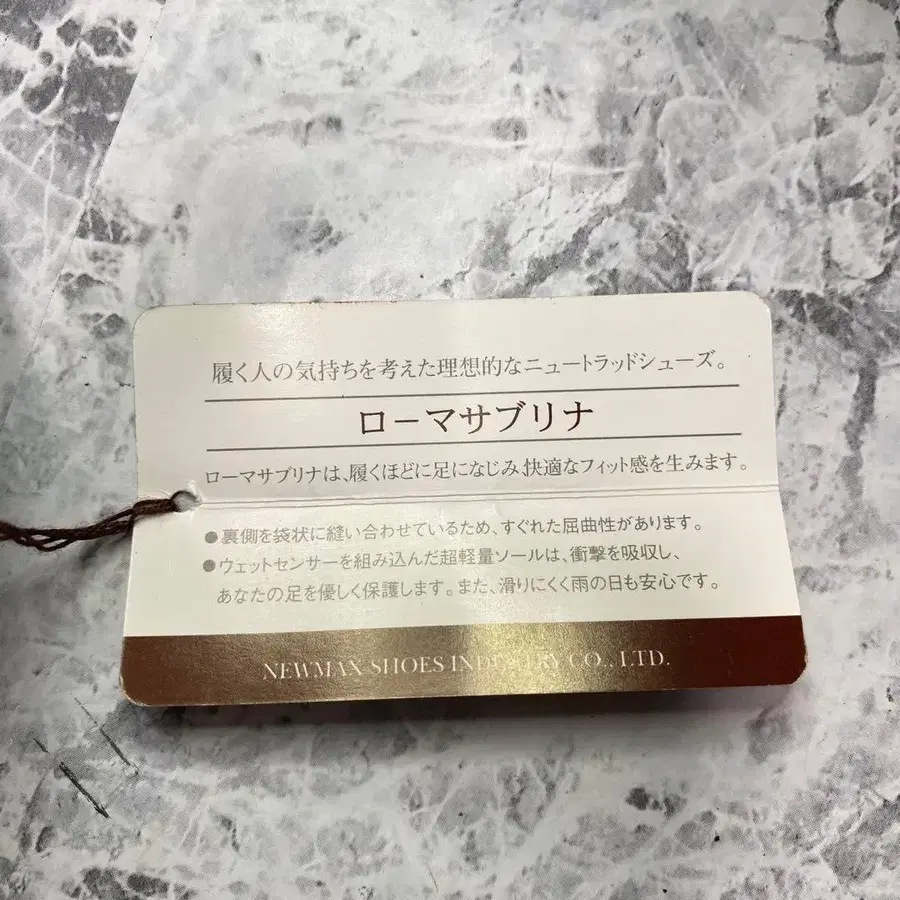 履く人の気持ちを考えた理想的なニュートラッドシューズ。
ローマサブリナ
ローマサブリナは、履くほどに足になじみ、快適なフィット感を生みます。
●裏側を袋状に縫い合わせているため、すぐれた屈曲性があります。
●ウェットセンサーを組み込んだ超軽量ソールは、衝撃を吸収し、
あなたの足を優しく保護します。また、滑りにくく雨の日も安心です。
NEWMAX SHOES INDUSTRY CO., LTD.